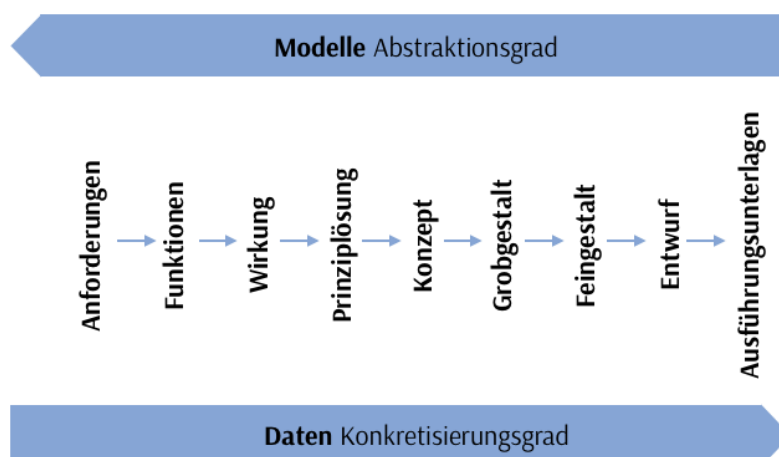 Modelle Abstraktionsgrad
Anforderungen
Funktionen
Wirkung
Prinziplösung
Konzept
Grobgestalt
Feingestalt
Entwurf
Ausführungsunterlagen
Daten Konkretisierungsgrad